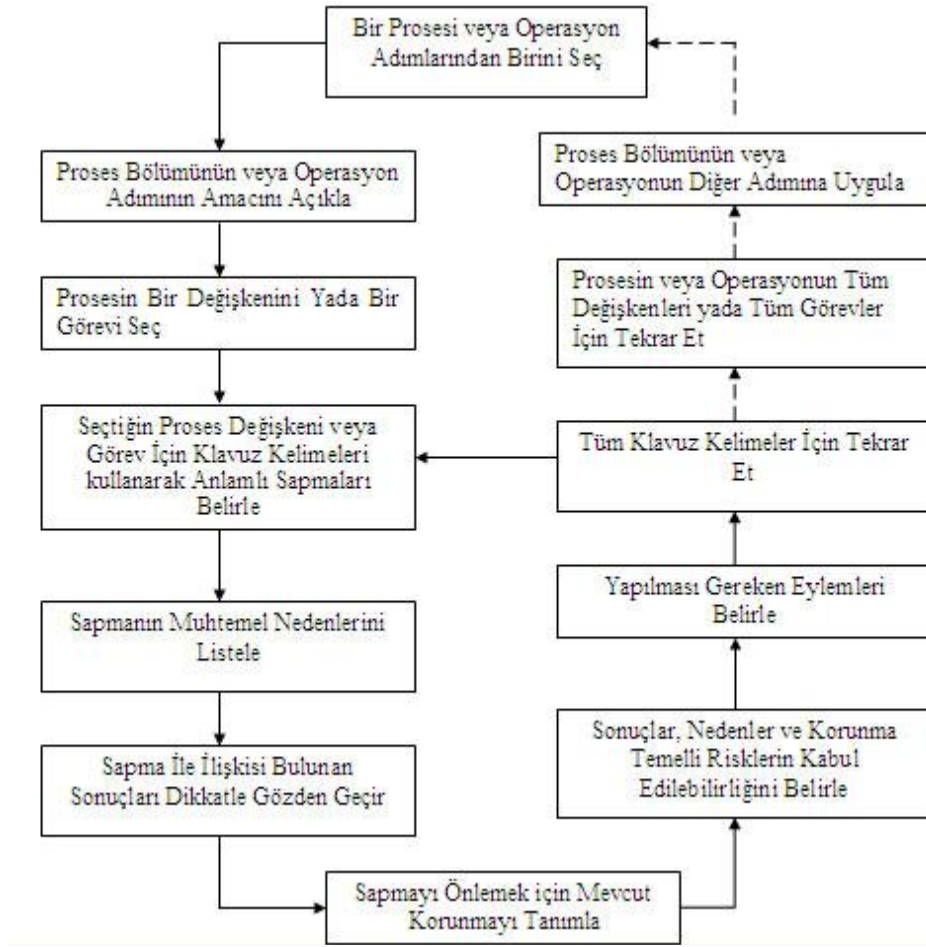 Bir Prosesi veya Operasyon
Adımlarından Birini Seç
Proses Bölümünün veya Operasyon
Adımının Amacını Açıkla
Prosesin Bir Değişkenini Yada Bir
Görevi Seç
Seçtiğin Proses Değişkeni veya
Görev İçin Klavuz Kelimeleri
kullanarak Anlamlı Sapmaları
Belirle
Sapmanın Muhtemel Nedenlerini
Listele
Sapma İle İlişkisi Bulunan
Sonuçları Dikkatle Gözden Geçir
Sapmayı Önlemek için Mevcut
Korunmayı Tanımla
Sonuçlar, Nedenler ve Korunma
Temelli Risklerin Kabul
Edilebilirliğini Belirle
Yapılması Gereken Eylemleri
Belirle
Tüm Klavuz Kelimeler İçin Tekrar
Et
Prosesin veya Operasyonun Tüm
Değişkenleri yada Tüm Görevler
İçin Tekrar Et
Proses Bölümünün veya
Operasyonun Diğer Adımına Uygula